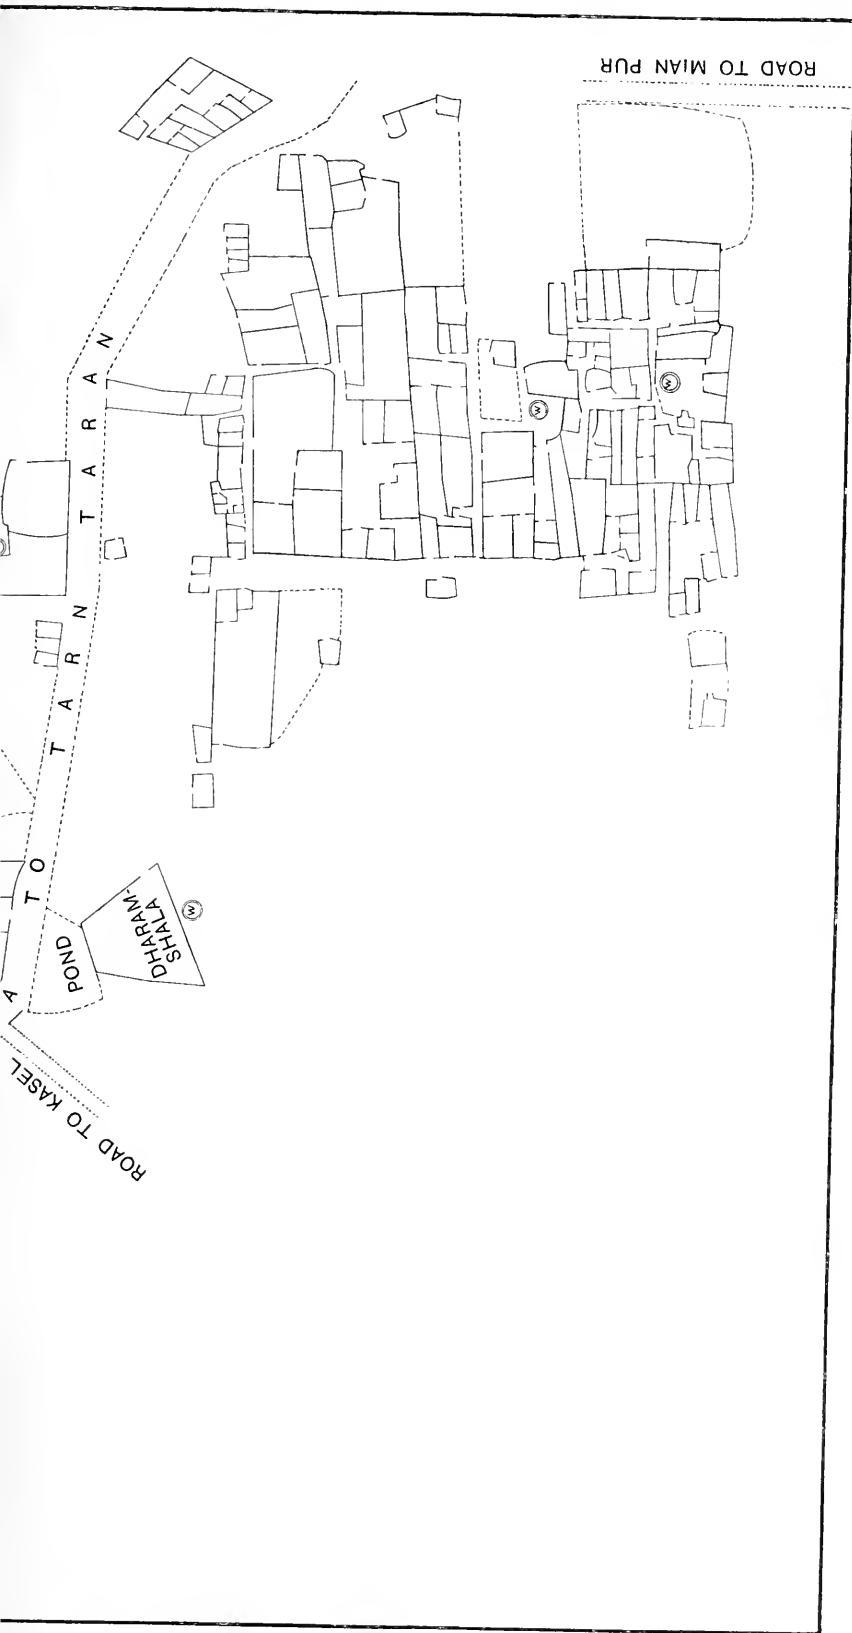 ROAD TO MIAN PUR
A TO TARN TARAN
W
W
W
DHARAM-
SHALA
POND
ROAD TO KASEL